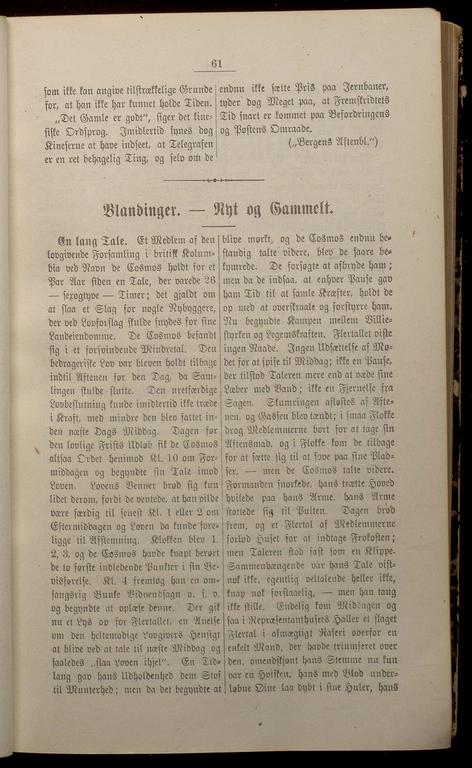 61
som ikke kan angive tilstrækkelige Grunde
for, at han ikke har kunnet holde Tiden.
„Det Gamle er godt“, siger det kine-
siske Ordsprog. Imidlertid synes dog
Kineserne at have indseet, at Telegrafen
er en ret behagelig Ting, og selv om de
endnu ikke sætte Pris paa Jernbaner,
tyder dog Meget paa, at Fremskridtets
Tid snart er kommet paa Befordringens
og Postens Omraade.
(„Bergens Aftenbl.“)
Blandinger. — Nyt og Gammelt.
En lang Tale. Et Medlem af den
lovgivende Forsamling i britisk Kolum-
bia ved Navn de Cosmos holdt for et
Par Aar siden en Tale, der varede 26
— sexogtyve — Timer; det gjaldt om
at slaa et Slag for nogle Nybyggere,
der ved Lovforslag skulde snydes for sine
Landeiendomme. De Cosmos befandt
sig i et forsvindende Mindretal. Den
bedrageriske Lov var bleven holdt tilbage
indtil Aftenen før den Dag, da Sam-
lingen skulde slutte. Den uretfærdige
Lovbeslutning kunde imidlertid ikke træde
i Kraft, med mindre den blev fattet in-
den næste Dags Middag. Dagen før
den lovlige Frists Udløb fik de Cosmos
altsaa Ordet henimod Kl. 10 om For-
middagen og begyndte sin Tale imod
Loven. Lovens Venner brød sig kun
lidet derom, fordi de ventede, at han vilde
være færdig til senest Kl. 1 eller 2 om
Eftermiddagen og Loven da kunde fore-
ligge til Afstemning. Klokken blev 1.
2, 3, og de Cosmos havde knapt berørt
de to første indledende Punkter i sin Be-
visførelse. Kl. 4 fremtog han en om-
fangsrig Bunke Vidneudsagn o. s. v.
og begyndte at oplæse denne. Der gik
nu et Lys op for Flertallet, en Anelse
om den heltemodige Lovgivers Hensigt
at blive ved at tale til næste Middag og
saaledes „slaa Loven ihjel“. En Tid-
lang gav hans Udholdenhed dem Stof
til Munterhed; men da det begyndte at
blive mørkt, og de Cosmos endnu be-
standig talte videre, blev de saare be-
kymrede. De forsøgte at afbryde ham;
men da de indsaa, at enhver Pause gav
ham Tid til at samle Kræfter, holdt de
op med at overskraale og forstyrre ham.
Nu begyndte Kampen mellem Villie-
styrken og Legemskraften. Flertallet viste
ingen Naade. Ingen Udsættelse af Mø-
det for at spise til Middag; ikke en Pause,
der tilstod Taleren mere end at væde sine
Læber med Vand; ikke en Fjernelse fra
Sagen. Skumringen afløstes af Afte-
nen, og Gassen blev tændt; i smaa Flokke
drog Medlemmerne bort for at tage sin
Aftensmad, og i Flokke kom de tilbage
for at sætte sig til at sove paa sine Plad-
ser, — men de Cosmos talte videre.
Formanden snorkede, hans trætte Hoved
hvilede paa hans Arme, hans Arme
støttede sig til Pulten. Dagen brød
frem, og et Flertal af Medlemmerne
forlod Huset for at indtage Frokosten;
men Taleren stod fast som en Klippe.
Sammenhængende var hans Tale vist-
nok ikke, egentlig veltalende heller ikke,
knap nok forstaaelig, — men han tang
ikke stille. Endelig kom Middagen og
saa i Repræsentanthusets Haller et slaget
Flertal i afmægtigt Raseri overfor en
enkelt Mand, der havde triumferet over
den, omendskjønt hans Stemme nu kun
var en Hvisken, hans med Blod under-
løbne Øine laa dybt i sine Huler, hans